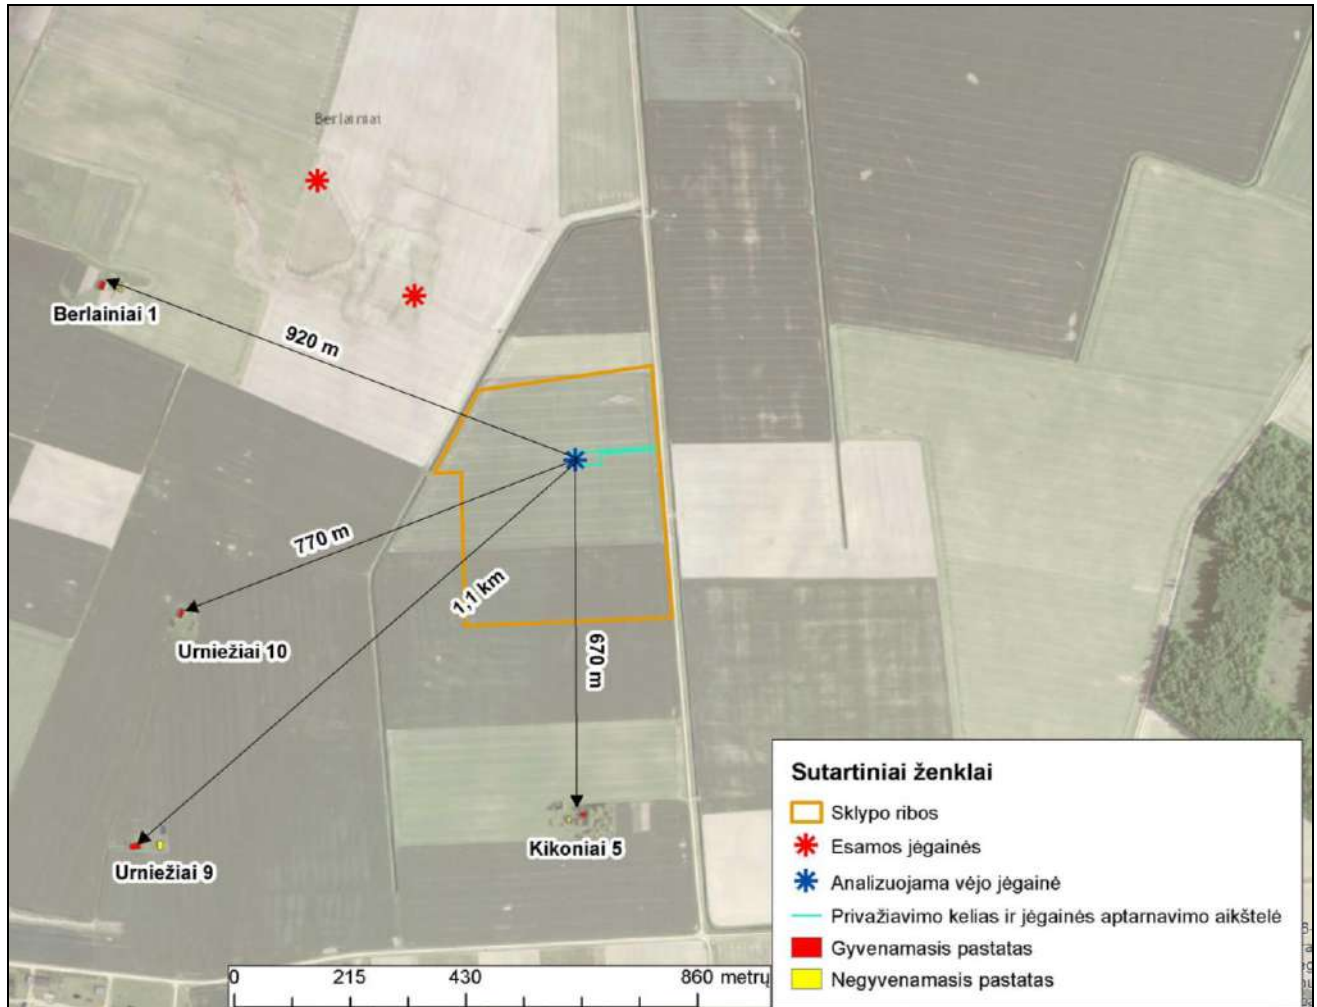 Berlainiai
Berlainiai 1
920 m
770 m
1,1 km
Urniežiai 10
670 m
Kikoniai 5
Urniežiai 9
Sutartiniai ženklai
Sklypo ribos
Esamos jėgainės
Analizuojama vėjo jėgainė
Privažiavimo kelias ir jėgainės aptarnavimo aikštelė
Gyvenamasis pastatas
Negyvenamasis pastatas
0 215 430 860 metrų